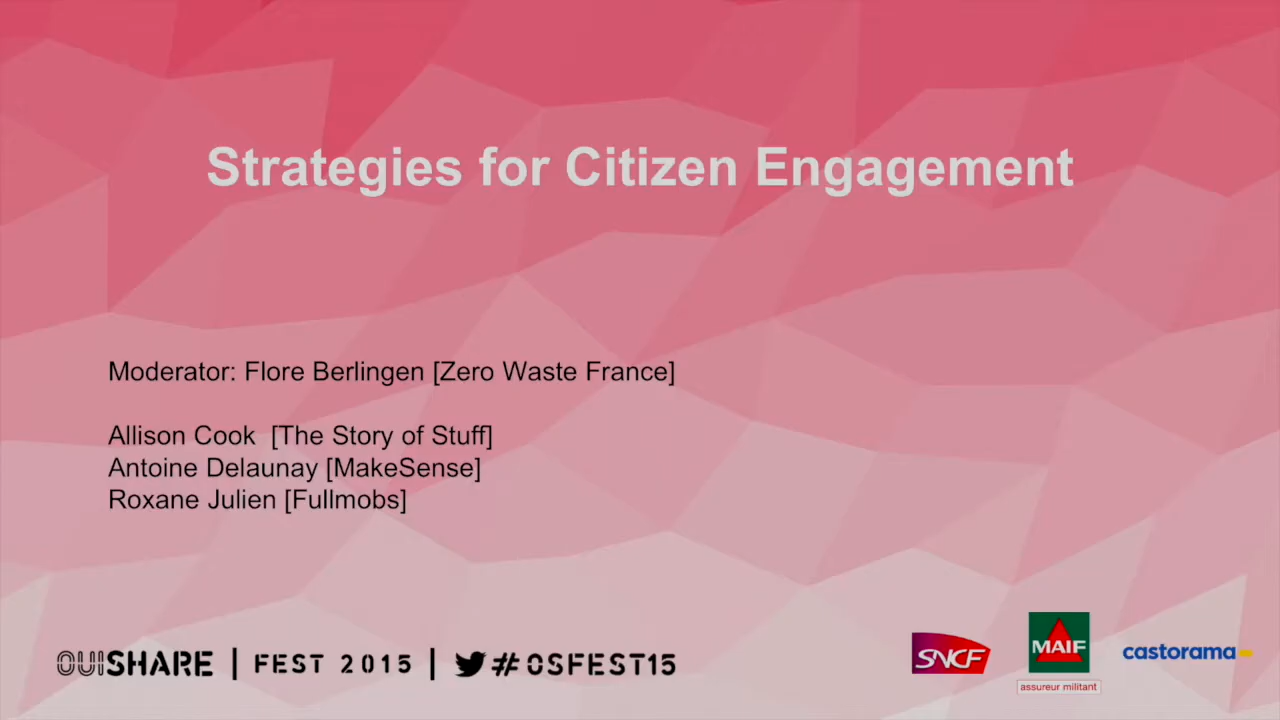 Strategies for Citizen Engagement
Moderator: Flore Berlingen [Zero Waste France]
Allison Cook [The Story of Stuff]
Antoine Delaunay [MakeSense]
Roxane Julien [Fullmobs]
OUISHARE | FEST 2015 | #OSFEST15
SNCF
MAIF
assureur militant
castorama